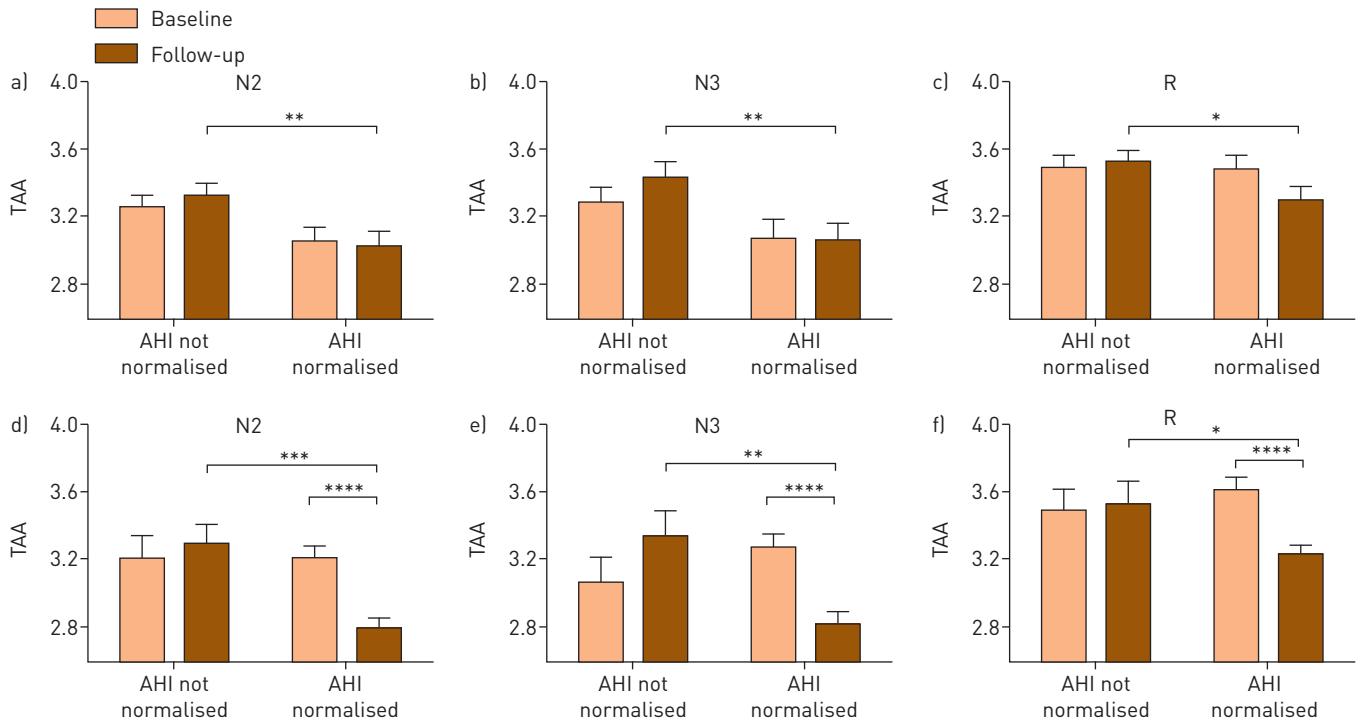 Baseline
Follow-up
a)
N2
4.0
3.6
3.2
2.8
TAA
**
AHI not
normalised
AHI
normalised
b)
N3
4.0
3.6
3.2
2.8
TAA
**
AHI not
normalised
AHI
normalised
c)
R
4.0
3.6
3.2
2.8
TAA
*
AHI not
normalised
AHI
normalised
d)
N2
4.0
3.6
3.2
2.8
TAA
***
****
AHI not
normalised
AHI
normalised
e)
N3
4.0
3.6
3.2
2.8
TAA
**
****
AHI not
normalised
AHI
normalised
f)
R
4.0
3.6
3.2
2.8
TAA
*
****
AHI not
normalised
AHI
normalised